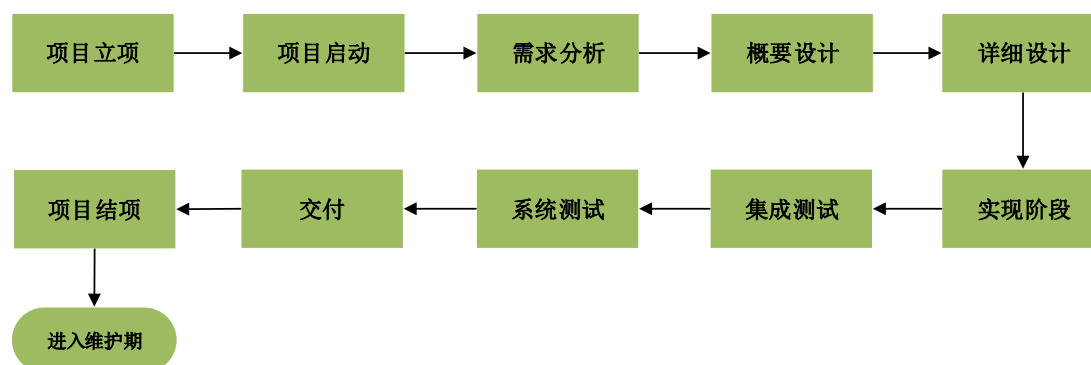 项目立项
项目启动
需求分析
概要设计
详细设计
项目结项
交付
系统测试
集成测试
实现阶段
进入维护期